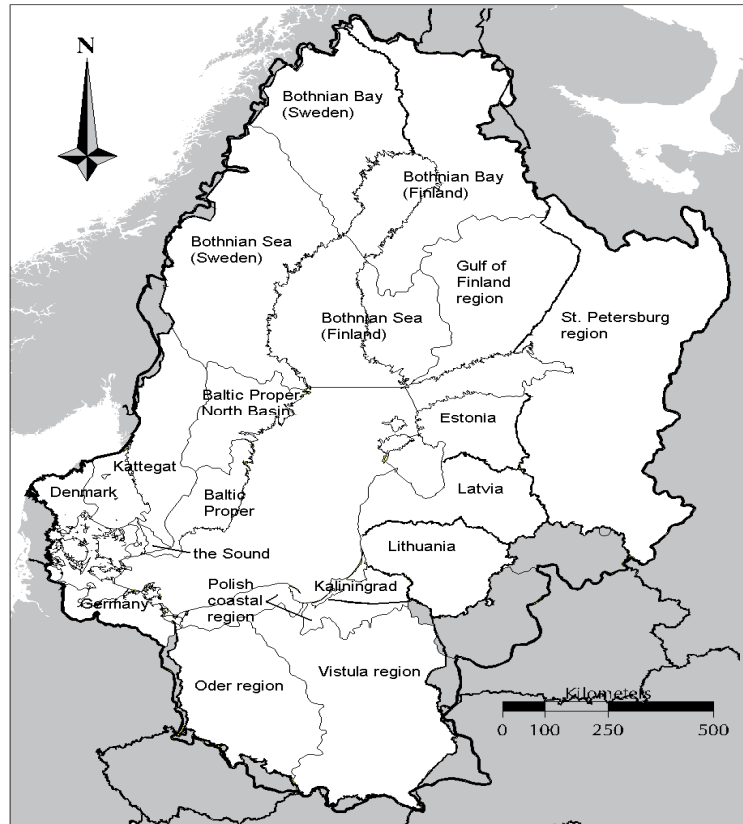 N
Bothnian Bay
(Sweden)
Bothnian Bay
(Finland)
Bothnian Sea
(Sweden)
Gulf of
Finland
region
Bothnian Sea
(Finland)
St. Petersburg
region
Baltic Proper
North Basin
Estonia
Kattegat
Denmark
Latvia
Baltic
Proper
the Sound
Lithuania
Kaliningrad
Polish
coastal
region
Germany
Vistula region
Oder region
Kilometers
0 100 250 500